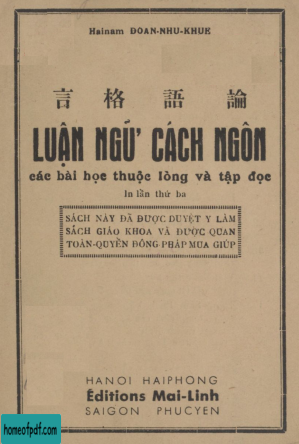 Hainam ĐOAN-NHU-KHUE
言格語論
LUẬN NGỮ CÁCH NGÔN
các bài học thuộc lòng và tập đọc
In lần thứ ba
SÁCH NÀY ĐÃ ĐƯỢC DUYỆT Y LÀM
SÁCH GIÁO KHOA VÀ ĐƯỢC QUAN
TOÀN-QUYỀN ĐÔNG PHÁP MUA GIÚP
HANOI HAIPHONG
Éditions Mai-Linh
SAIGON PHUCYEN
homeofpdf.com